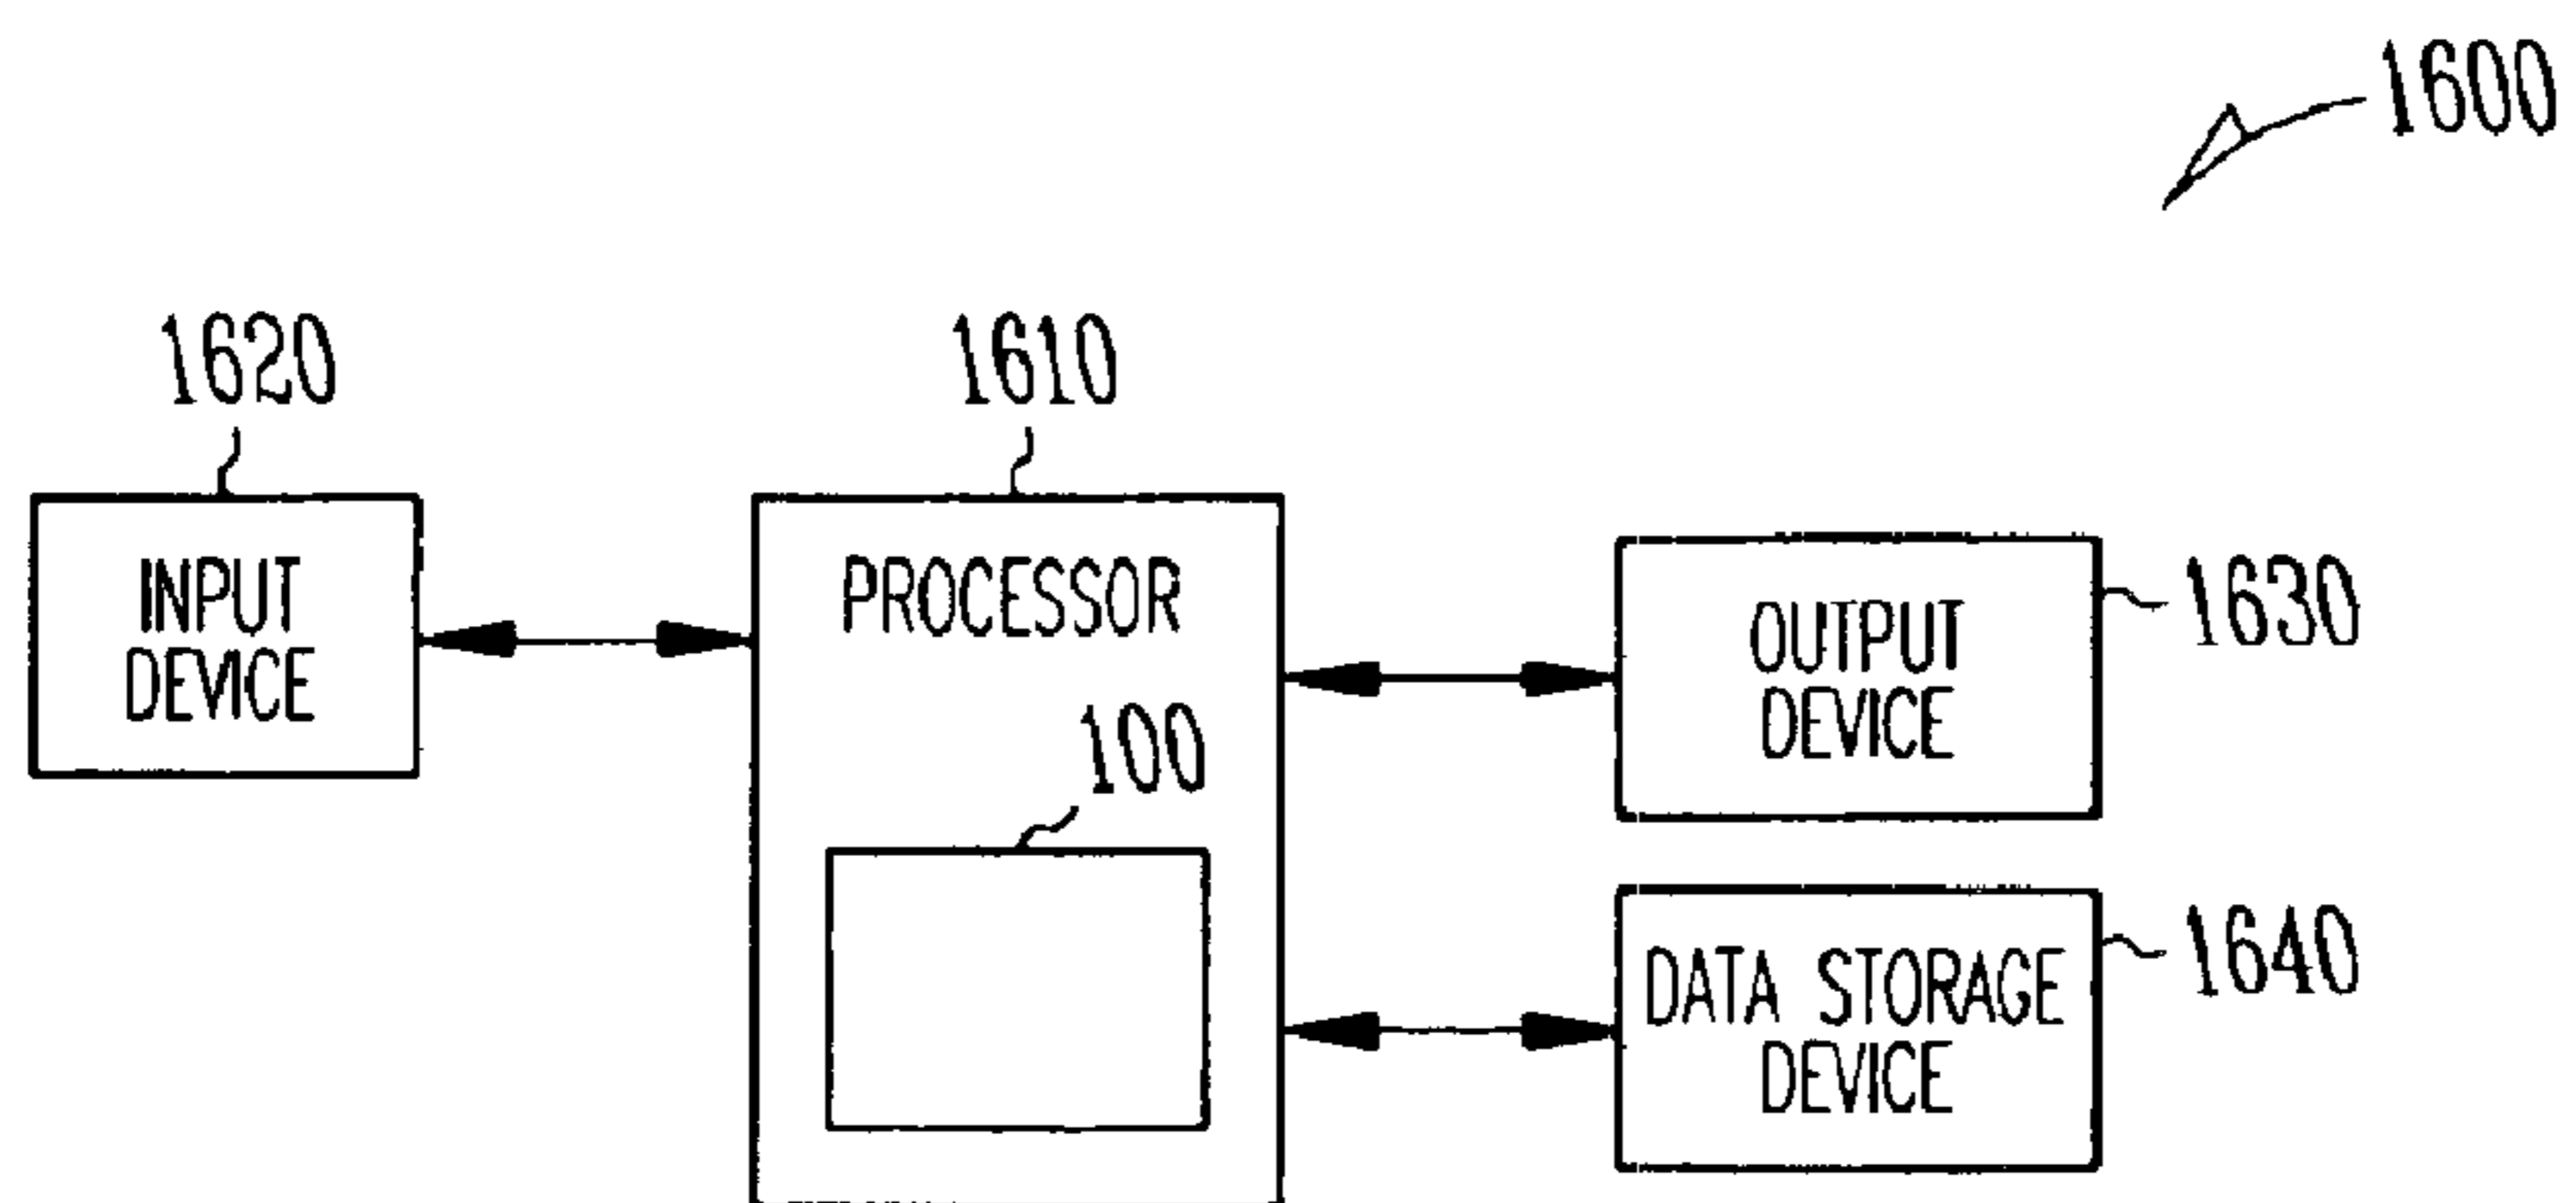 1600
1620
1610
INPUT
DEVICE
PROCESSOR
100
OUTPUT
DEVICE
1630
DATA STORAGE
DEVICE
1640